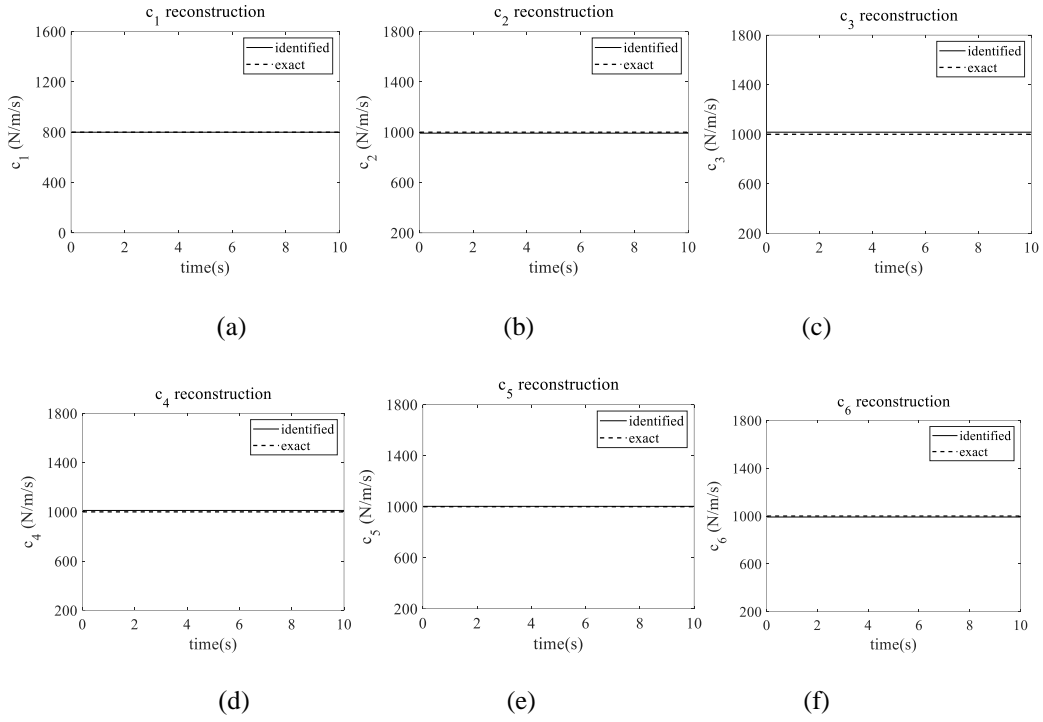 c1 reconstruction
1600
1200
800
400
0
c1 (N/m/s)
identified
exact
0 2 4 6 8 10
time(s)
(a)
c2 reconstruction
1800
1400
1000
600
200
c2 (N/m/s)
identified
exact
0 2 4 6 8 10
time(s)
(b)
c3 reconstruction
1800
1400
1000
600
200
c3 (N/m/s)
identified
exact
0 2 4 6 8 10
time(s)
(c)
c4 reconstruction
1800
1400
1000
600
200
c4 (N/m/s)
identified
exact
0 2 4 6 8 10
time(s)
(d)
c5 reconstruction
1800
1400
1000
600
200
c5 (N/m/s)
identified
exact
0 2 4 6 8 10
time(s)
(e)
c6 reconstruction
1800
1400
1000
600
200
c6 (N/m/s)
identified
exact
0 2 4 6 8 10
time(s)
(f)